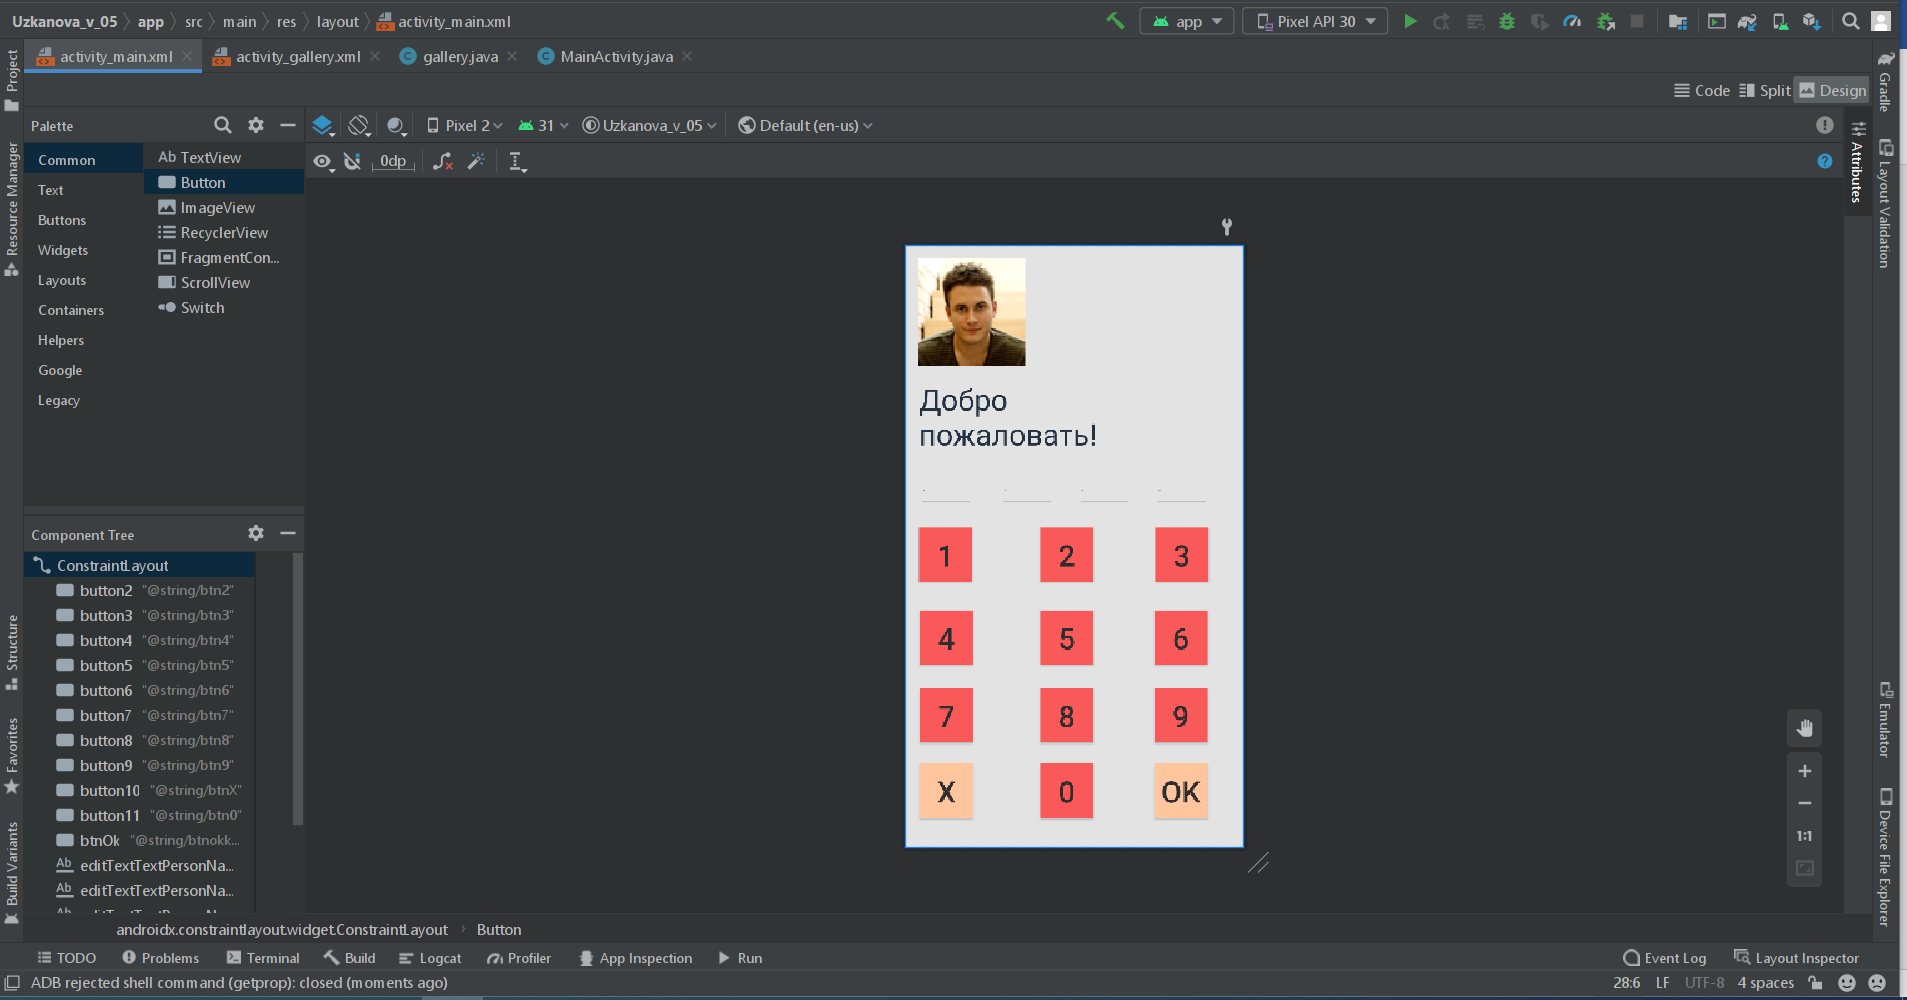 Uzkanova_v_05 app src main res layout activity_main.xml
app Pixel API 30
activity_main.xml activity_gallery.xml gallery.java MainActivity.java
Code Split Design
Palette
Pixel 2 31 Uzkanova_v_05 Default (en-us)
0dp
Common
Text
Buttons
Widgets
Layouts
Containers
Helpers
Google
Legacy
Ab TextView
Button
ImageView
RecyclerView
FragmentCon...
ScrollView
Switch
Добро
пожаловать!
1 2 3
4 5 6
7 8 9
X 0 OK
Component Tree
ConstraintLayout
button2 "@string/btn2"
button3 "@string/btn3"
button4 "@string/btn4"
button5 "@string/btn5"
button6 "@string/btn6"
button7 "@string/btn7"
button8 "@string/btn8"
button9 "@string/btn9"
button10 "@string/btnX"
button11 "@string/btn0"
btnOk "@string/btnokk...
Ab editTextTextPersonNa...
Ab editTextTextPersonNa...
Project
Resource Manager
Structure
Favorites
Build Variants
Gradle
Attributes
Layout Validation
Emulator
Device File Explorer
1:1
androidx.constraintlayout.widget.ConstraintLayout Button
TODO Problems Terminal Build Logcat Profiler App Inspection Run Event Log Layout Inspector
ADB rejected shell command (getprop): closed (moments ago) 28:6 LF UTF-8 4 spaces